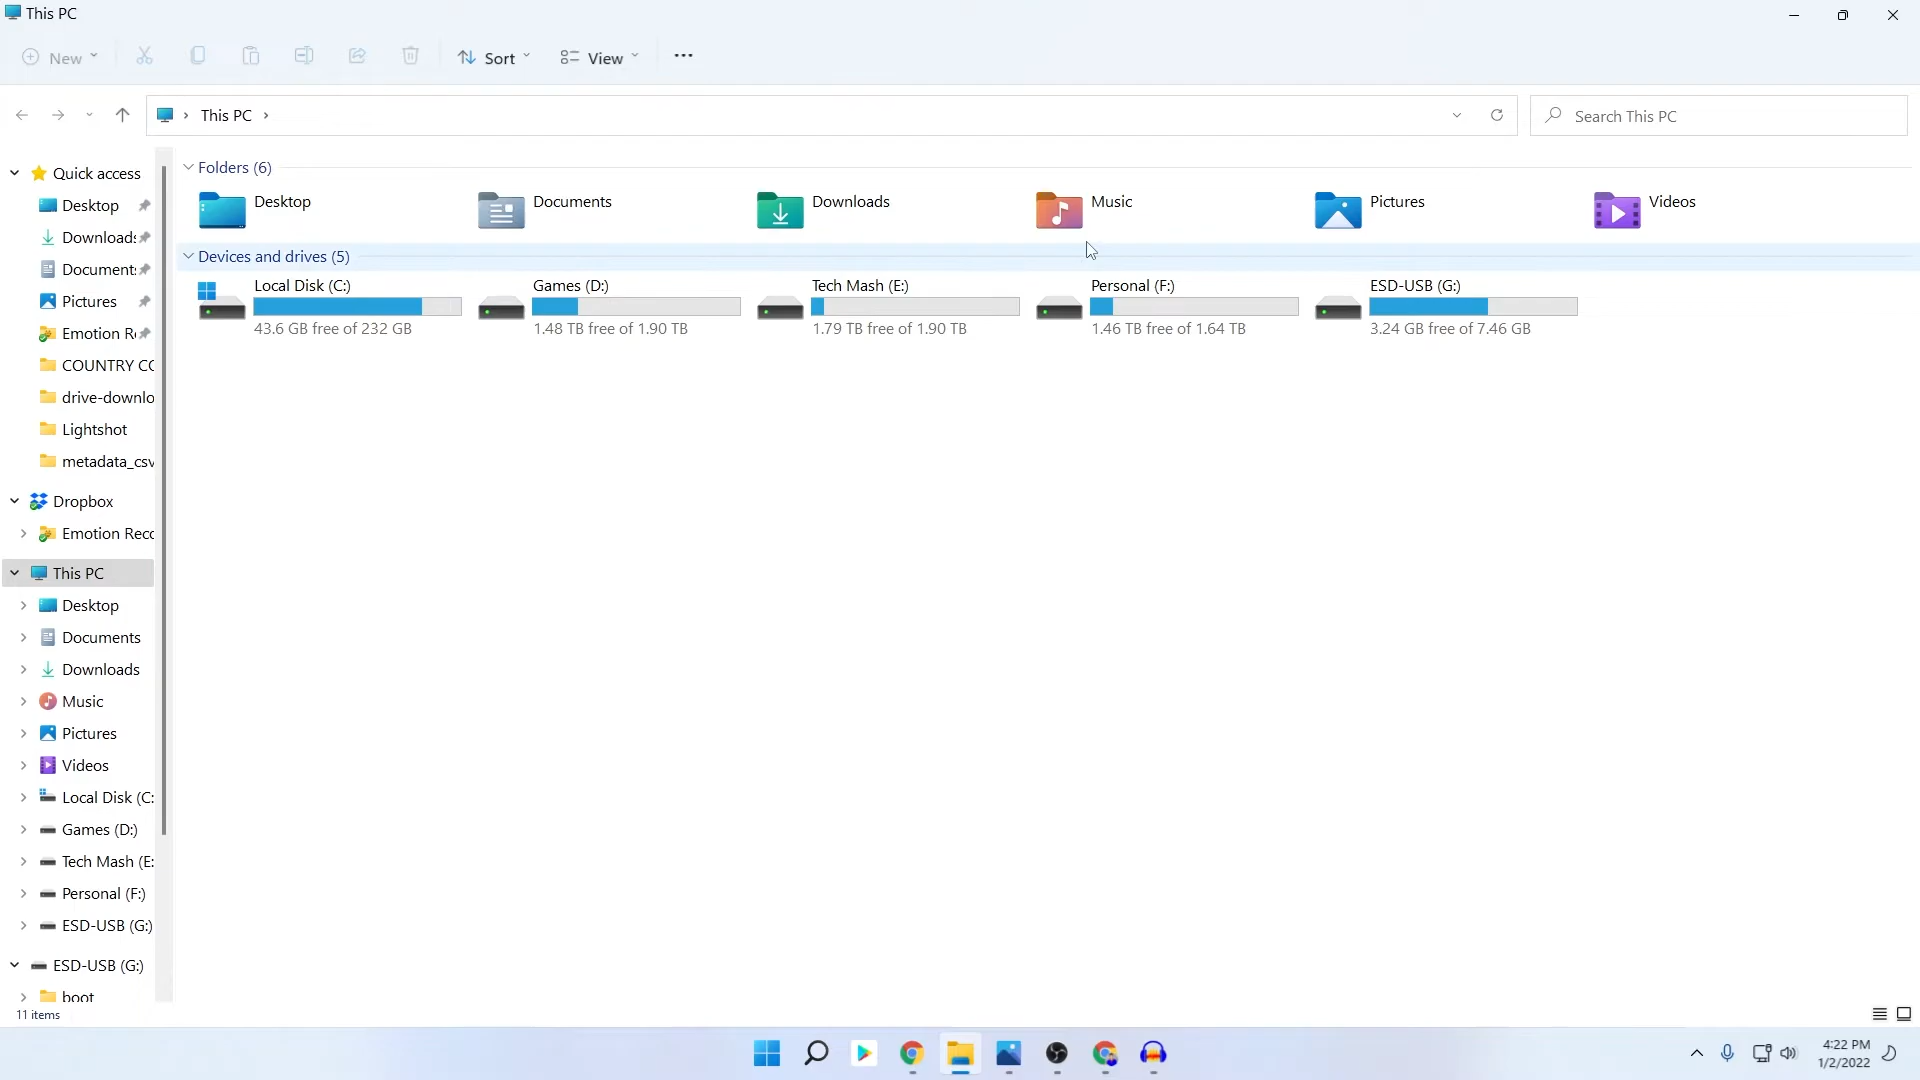 This PC
New
Sort
View
This PC
Search This PC
Quick access
Desktop
Download:
Document:
Pictures
Emotion R
COUNTRY CC
drive-downlo
Lightshot
metadata_csv
Dropbox
Emotion Reco
This PC
Desktop
Documents
Downloads
Music
Pictures
Videos
Local Disk (C:
Games (D:)
Tech Mash (E:
Personal (F:)
ESD-USB (G:)
ESD-USB (G:)
boot
Folders (6)
Desktop
Documents
Downloads
Music
Pictures
Videos
Devices and drives (5)
Local Disk (C:)
43.6 GB free of 232 GB
Games (D:)
1.48 TB free of 1.90 TB
Tech Mash (E:)
1.79 TB free of 1.90 TB
Personal (F:)
1.46 TB free of 1.64 TB
ESD-USB (G:)
3.24 GB free of 7.46 GB
11 items
4:22 PM
1/2/2022